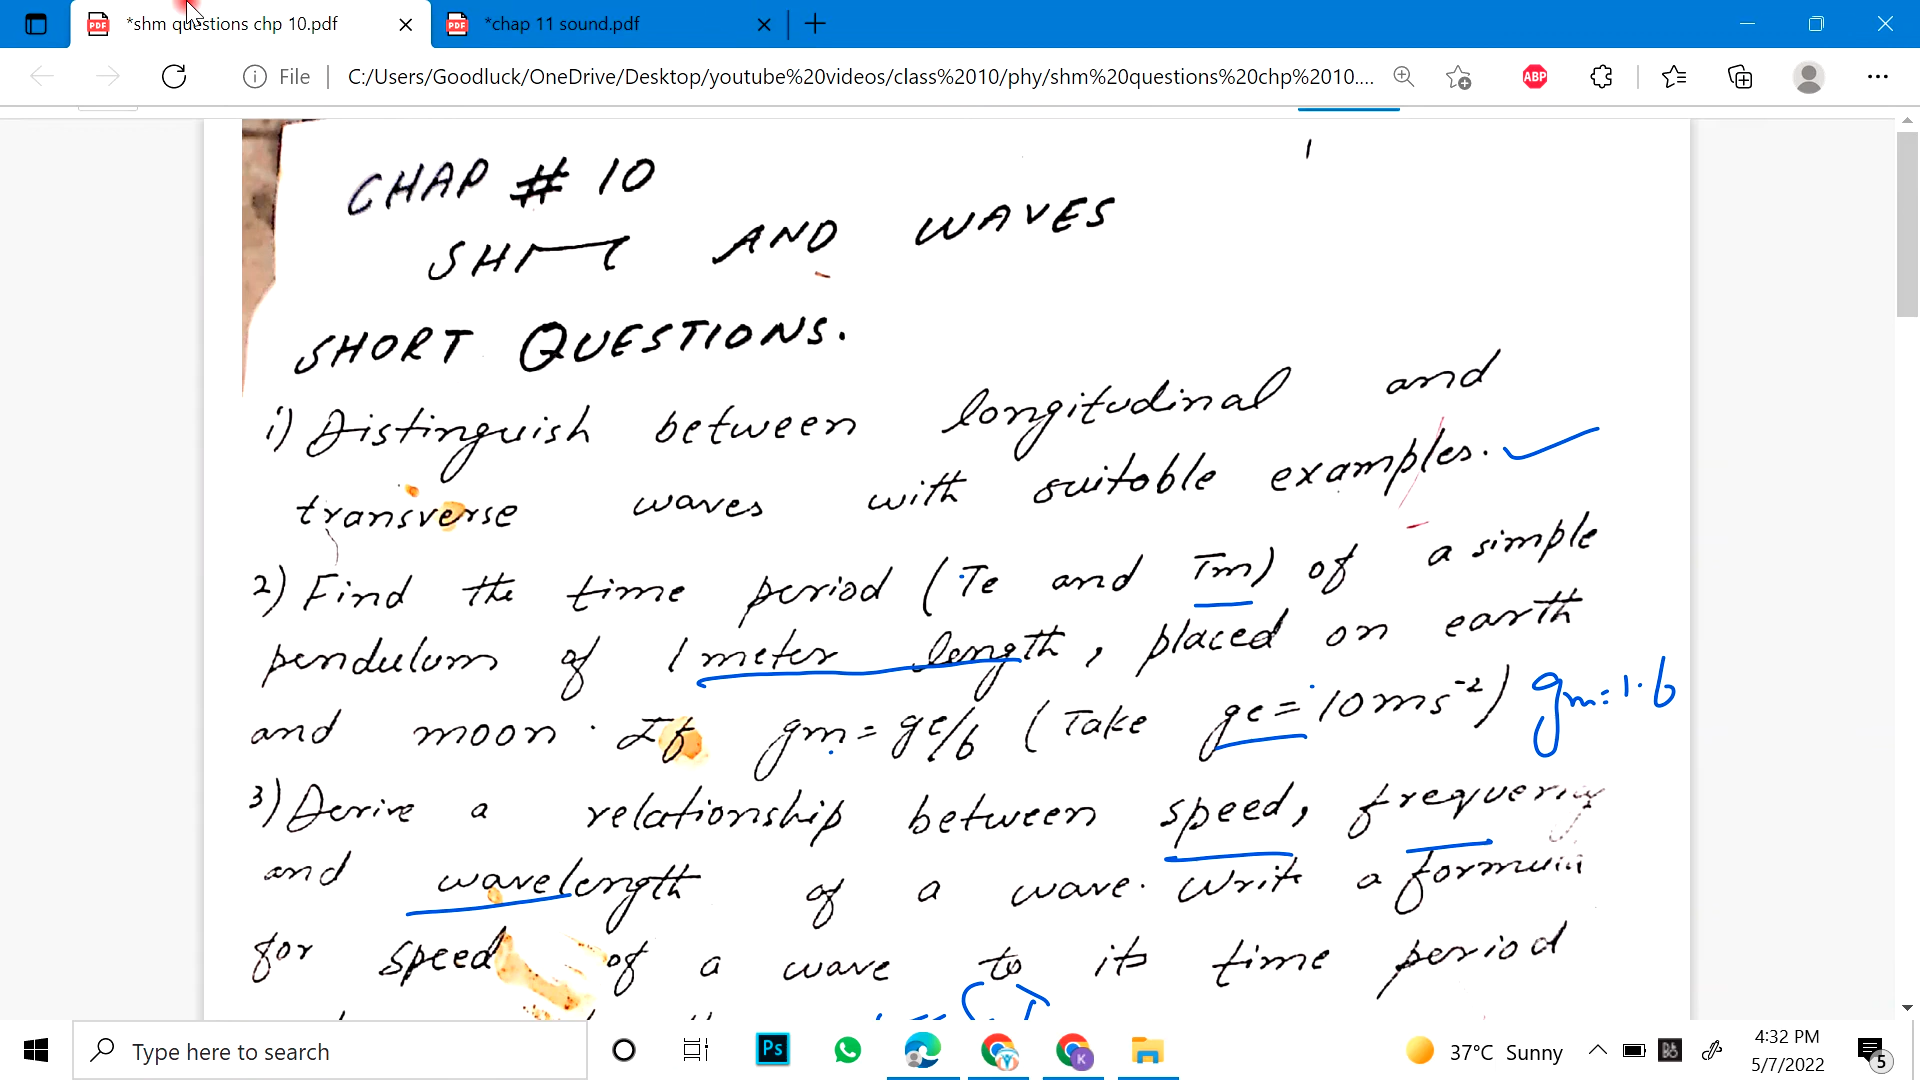 *shm questions chp 10.pdf
*chap 11 sound.pdf
File
C:/Users/Goodluck/OneDrive/Desktop/youtube%20videos/class%2010/phy/shm%20questions%20chp%2010....
ABP
1
CHAP # 10
SHM AND WAVES
SHORT QUESTIONS.
i) Distinguish between longitudinal and
transverse waves with suitable examples.
2) Find the time period (Te and Tm) of a simple
pendulum of 1 meter length, placed on earth
and moon. If gm = ge/6 (Take ge = 10ms⁻²) gm = 1.6
3) Derive a relationship between speed, frequency
and wavelength of a wave. Write a formula
for speed of a wave to its time period
Type here to search
Ps
K
37°C Sunny
4:32 PM
5/7/2022
5